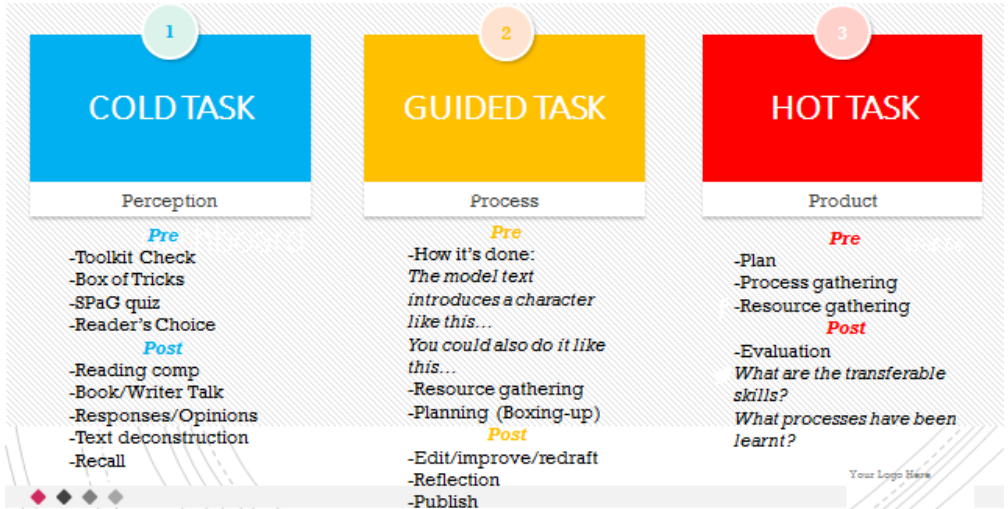 1
COLD TASK
Perception
Pre
-Toolkit Check
-Box of Tricks
-SPaG quiz
-Reader's Choice
Post
-Reading comp
-Book/Writer Talk
-Responses/Opinions
-Text deconstruction
-Recall
2
GUIDED TASK
Process
Pre
-How it's done:
The model text
introduces a character
like this…
You could also do it like
this…
-Resource gathering
-Planning (Boxing-up)
Post
-Edit/improve/redraft
-Reflection
-Publish
3
HOT TASK
Product
Pre
-Plan
-Process gathering
-Resource gathering
Post
-Evaluation
What are the transferable
skills?
What processes have been
learnt?
Your Logo Here